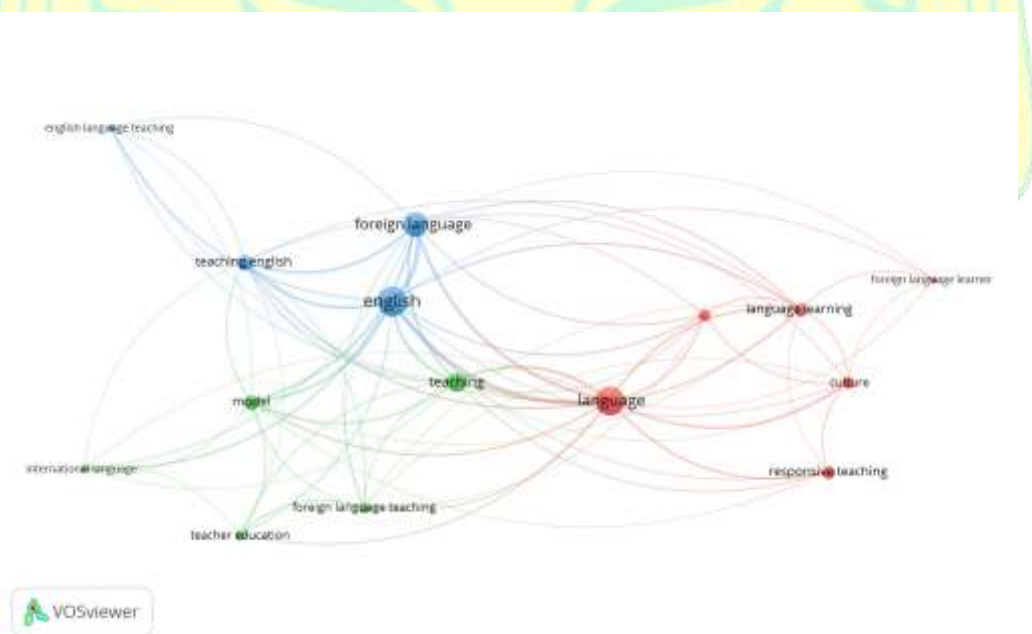 english language teaching
foreign language
teaching english
foreign language learner
english
language learning
teaching
culture
model
language
international language
responsive teaching
foreign language teaching
teacher education
VOSviewer